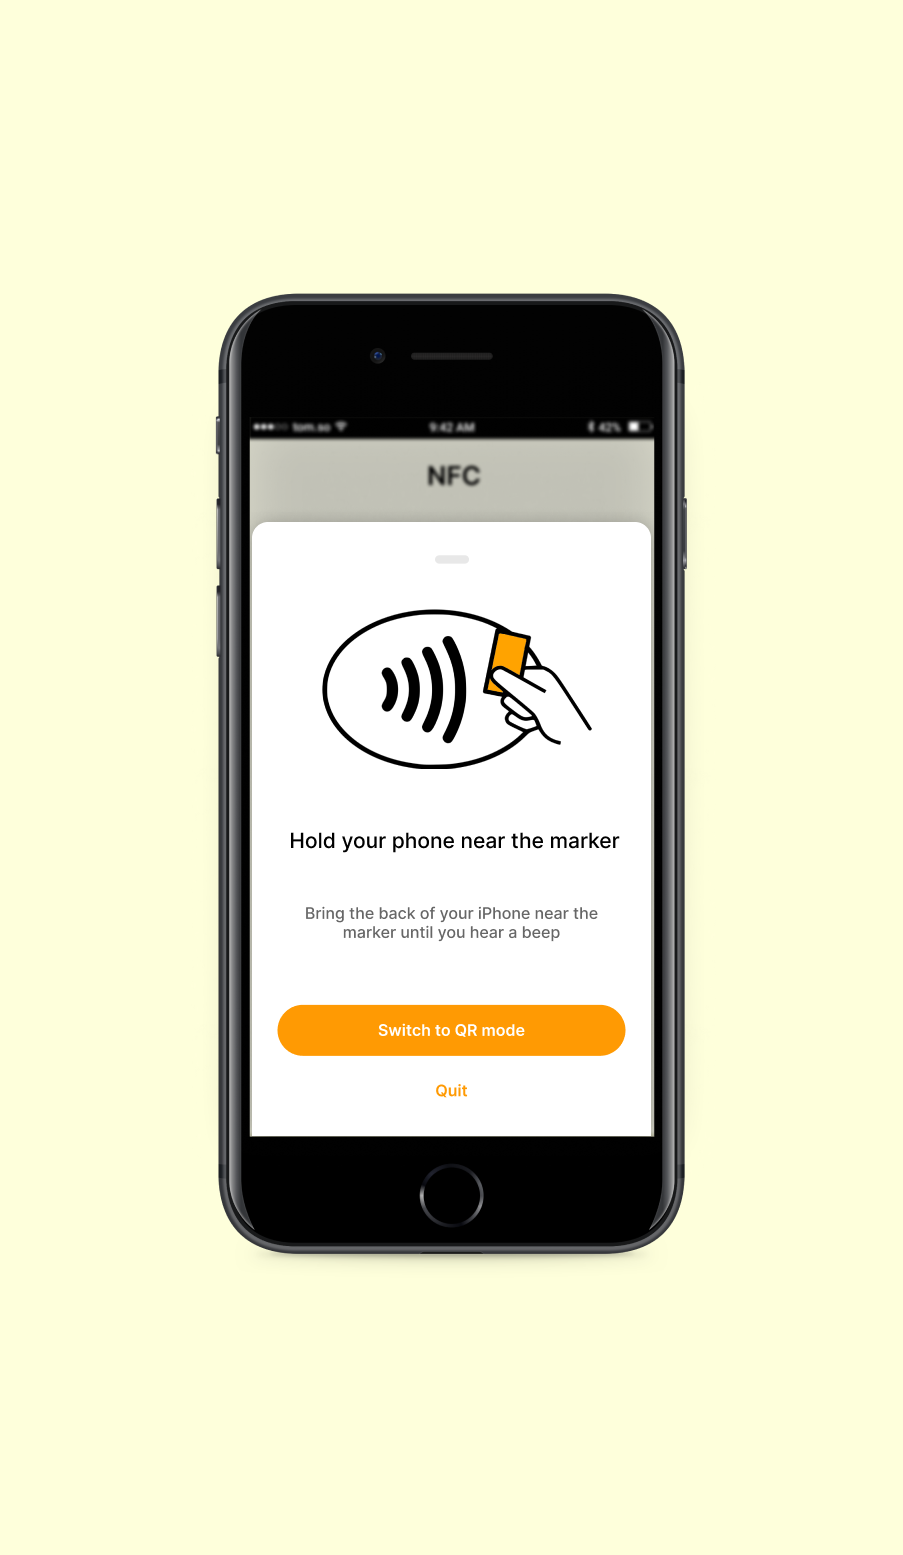 tom.so 9:42 AM 42%
NFC
Hold your phone near the marker
Bring the back of your iPhone near the
marker until you hear a beep
Switch to QR mode
Quit